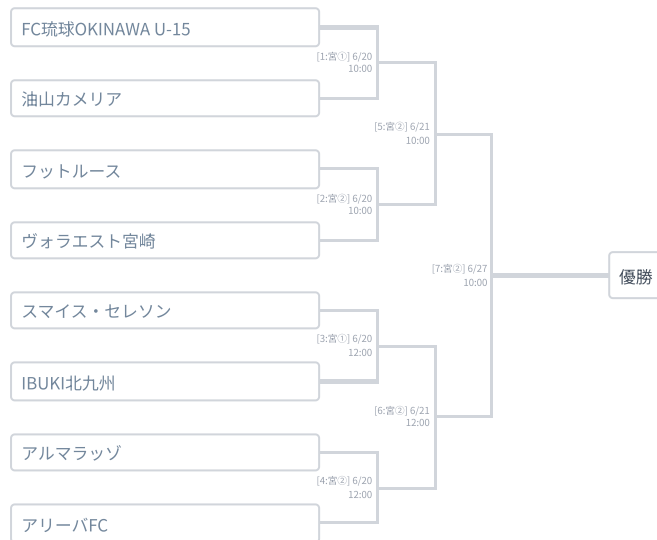 FC琉球OKINAWA U-15
[1:宮①] 6/20
10:00
油山カメリア
[5:宮②] 6/21
10:00
フットルース
[2:宮②] 6/20
10:00
ヴォラエスト宮崎
[7:宮②] 6/27
10:00
優勝
スマイス・セレソン
[3:宮①] 6/20
12:00
IBUKI北九州
[6:宮②] 6/21
12:00
アルマラッゾ
[4:宮②] 6/20
12:00
アリーバFC